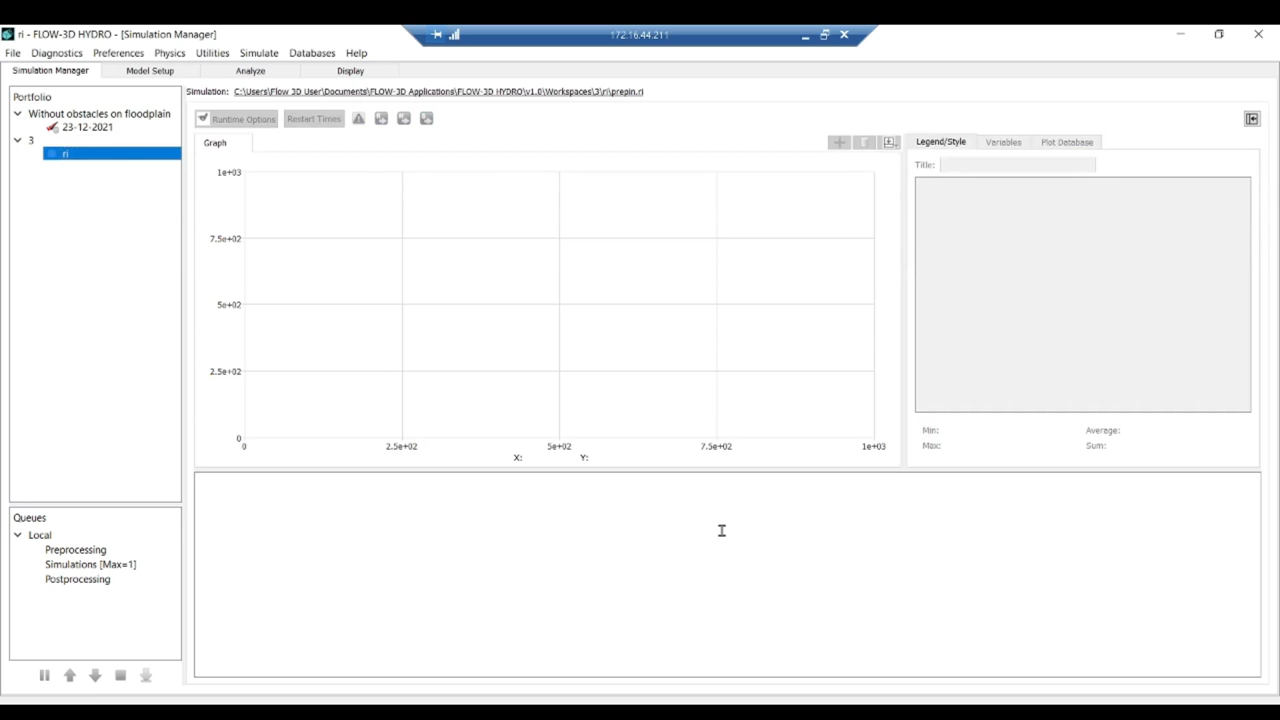 ri - FLOW-3D HYDRO - [Simulation Manager]
172.16.44.211
File Diagnostics Preferences Physics Utilities Simulate Databases Help
Simulation Manager Model Setup Analyze Display
Portfolio
Without obstacles on floodplain
23-12-2021
3
ri
Simulation: C:\Users\Flow 3D User\Documents\FLOW-3D Applications\FLOW-3D HYDRO\v1.0\Workspaces\3\ri\prepin.ri
Runtime Options Restart Times
Graph
1e+03
7.5e+02
5e+02
2.5e+02
0
0 2.5e+02 5e+02 7.5e+02 1e+03
X: Y:
Legend/Style Variables Plot Database
Title:
Min: Average:
Max: Sum:
Queues
Local
Preprocessing
Simulations [Max=1]
Postprocessing